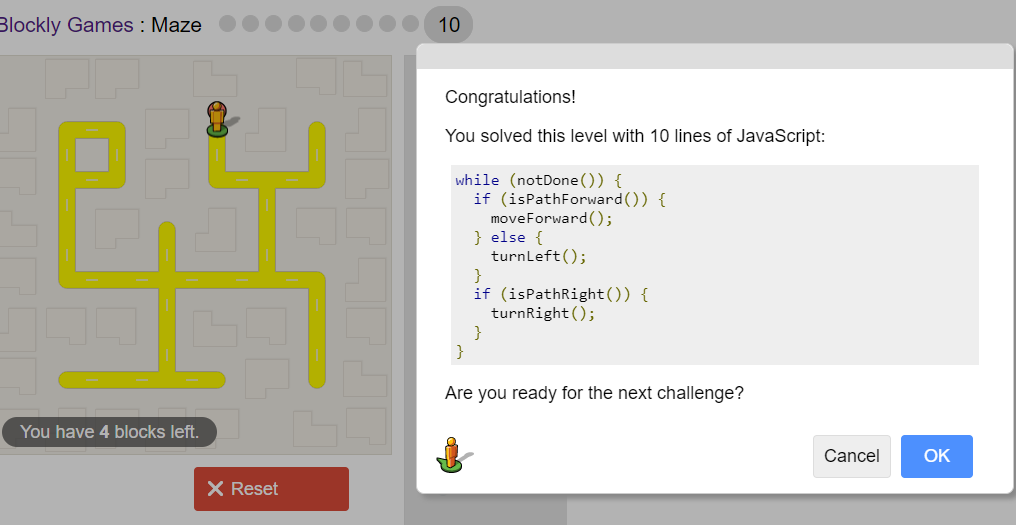 Blockly Games : Maze 10
Congratulations!
You solved this level with 10 lines of JavaScript:
while (notDone()) {
  if (isPathForward()) {
    moveForward();
  } else {
    turnLeft();
  }
  if (isPathRight()) {
    turnRight();
  }
}
Are you ready for the next challenge?
You have 4 blocks left.
Cancel OK
Reset